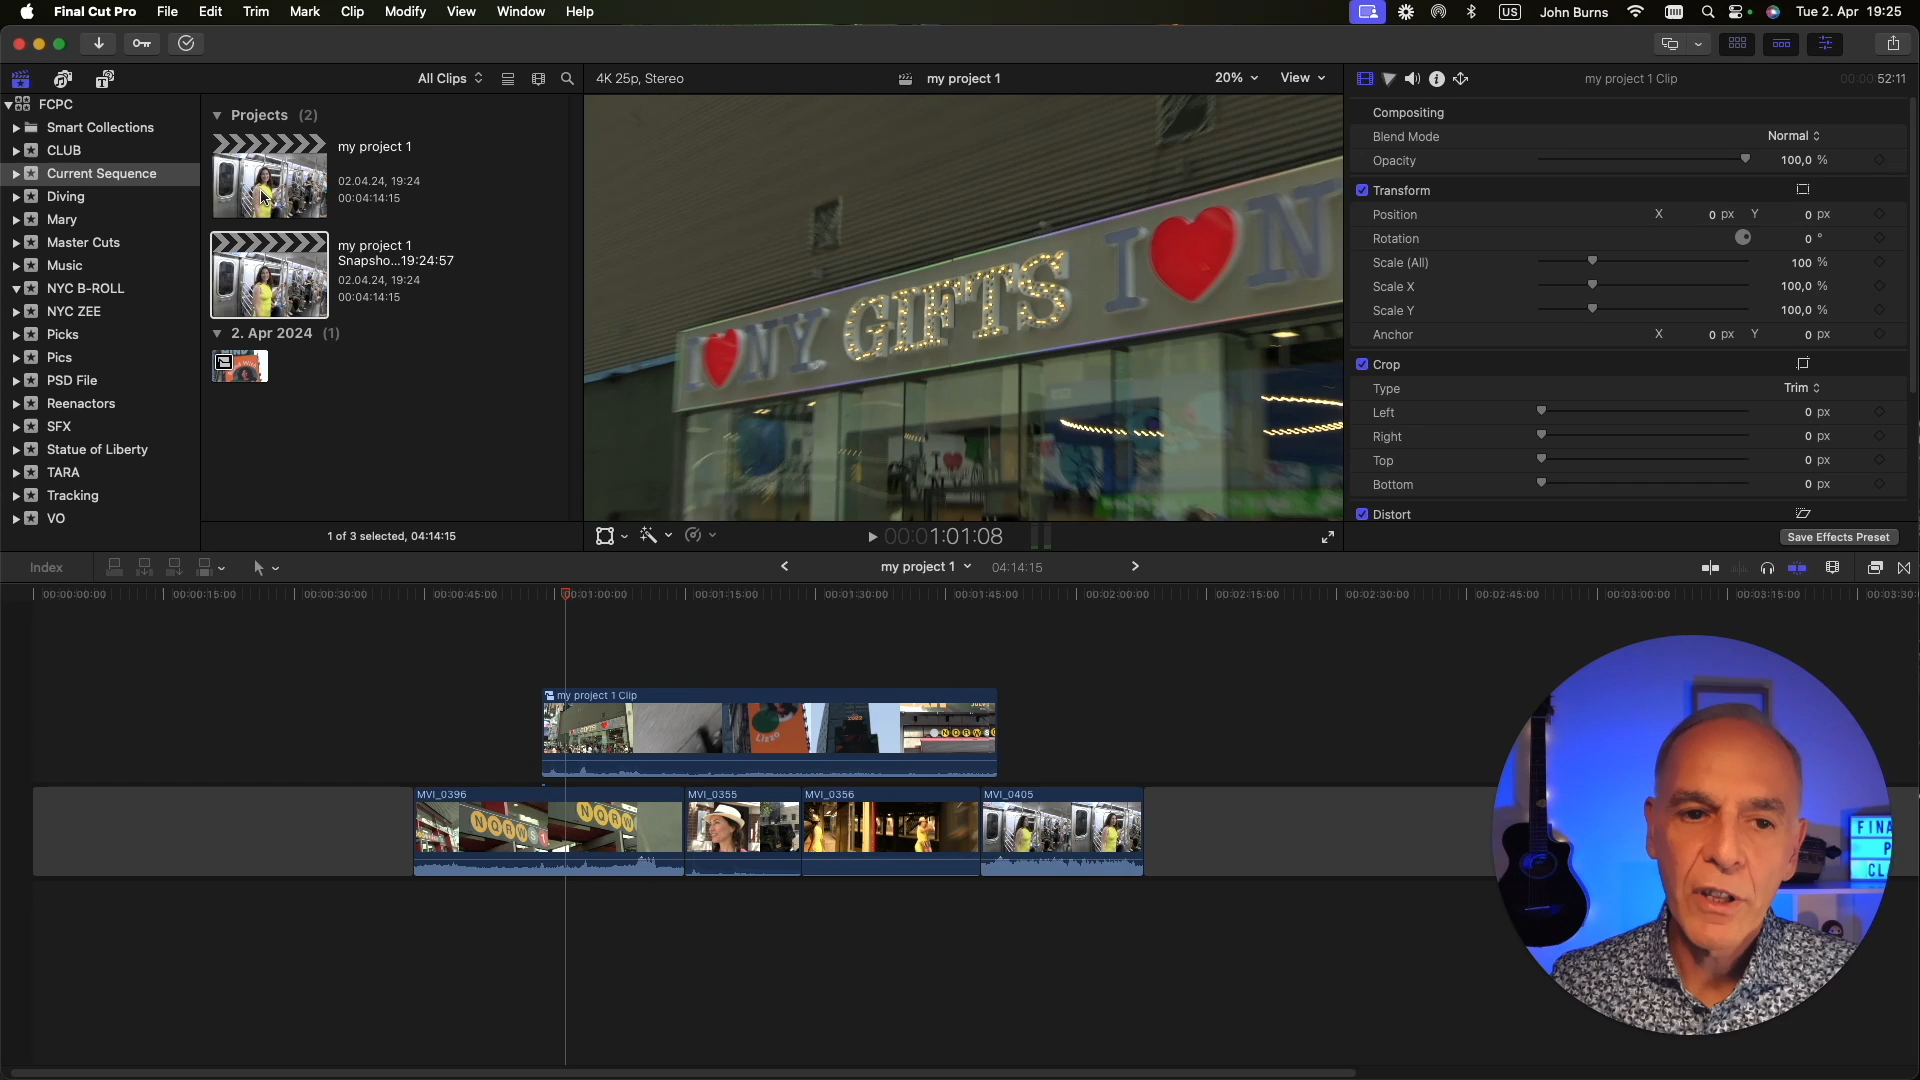 Final Cut Pro File Edit Trim Mark Clip Modify View Window Help US John Burns Tue 2. Apr 19:25
All Clips 4K 25p, Stereo my project 1 20% View my project 1 Clip 00:00:52:11
FCPC
Smart Collections
CLUB
Current Sequence
Diving
Mary
Master Cuts
Music
NYC B-ROLL
NYC ZEE
Picks
Pics
PSD File
Reenactors
SFX
Statue of Liberty
TARA
Tracking
VO
Projects (2)
my project 1
02.04.24, 19:24
00:04:14:15
my project 1
Snapsho...19:24:57
02.04.24, 19:24
00:04:14:15
2. Apr 2024 (1)
1 of 3 selected, 04:14:15
I NY GIFTS I N
00:01:01:08
Compositing
Blend Mode Normal
Opacity 100,0 %
Transform
Position X 0 px Y 0 px
Rotation 0 °
Scale (All) 100 %
Scale X 100,0 %
Scale Y 100,0 %
Anchor X 0 px Y 0 px
Crop
Type Trim
Left 0 px
Right 0 px
Top 0 px
Bottom 0 px
Distort
Save Effects Preset
Index my project 1 04:14:15
00:00:00:00 00:00:15:00 00:00:30:00 00:00:45:00 00:01:00:00 00:01:15:00 00:01:30:00 00:01:45:00 00:02:00:00 00:02:15:00 00:02:30:00 00:02:45:00 00:03:00:00 00:03:15:00 00:03:30:
my project 1 Clip
Lizzo
2022
NQRWS
MVI_0396 MVI_0355 MVI_0356 MVI_0405
NQRWS1 NQRW
FINA
P
CL